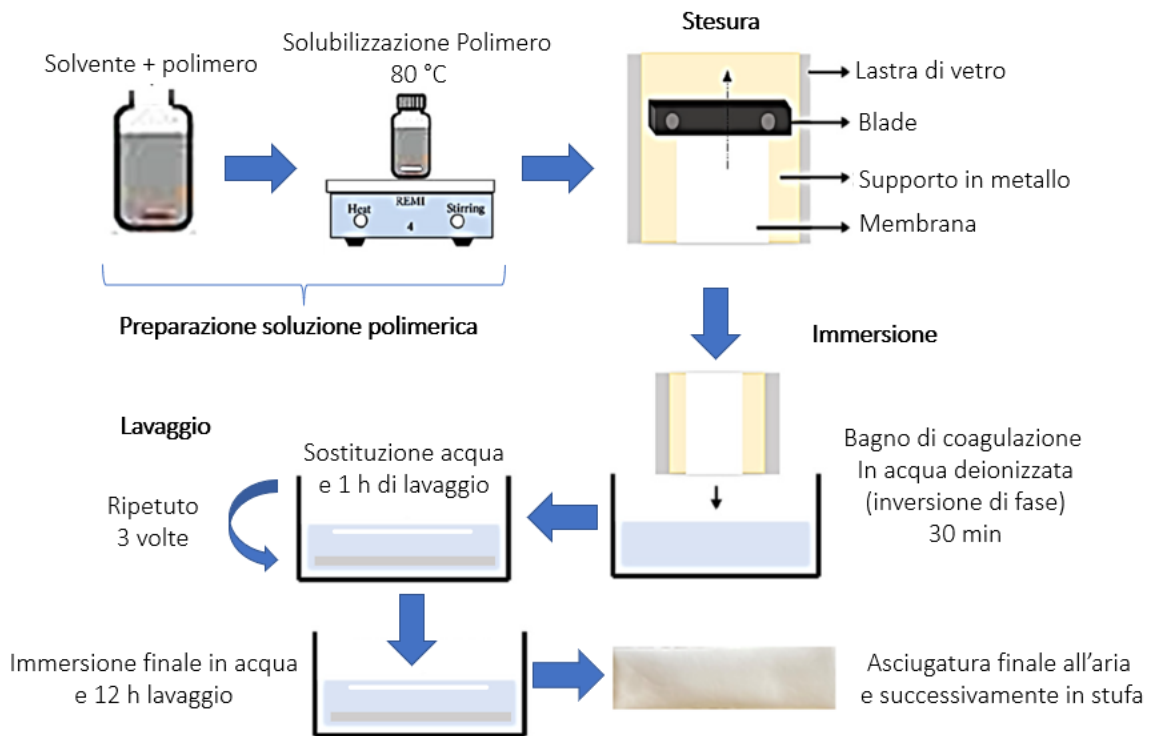 Solvente + polimero
Solubilizzazione Polimero
80 °C
Heat
REMI
Stirring
4
Preparazione soluzione polimerica
Stesura
Lastra di vetro
Blade
Supporto in metallo
Membrana
Immersione
Bagno di coagulazione
In acqua deionizzata
(inversione di fase)
30 min
Lavaggio
Sostituzione acqua
e 1 h di lavaggio
Ripetuto
3 volte
Immersione finale in acqua
e 12 h lavaggio
Asciugatura finale all’aria
e successivamente in stufa